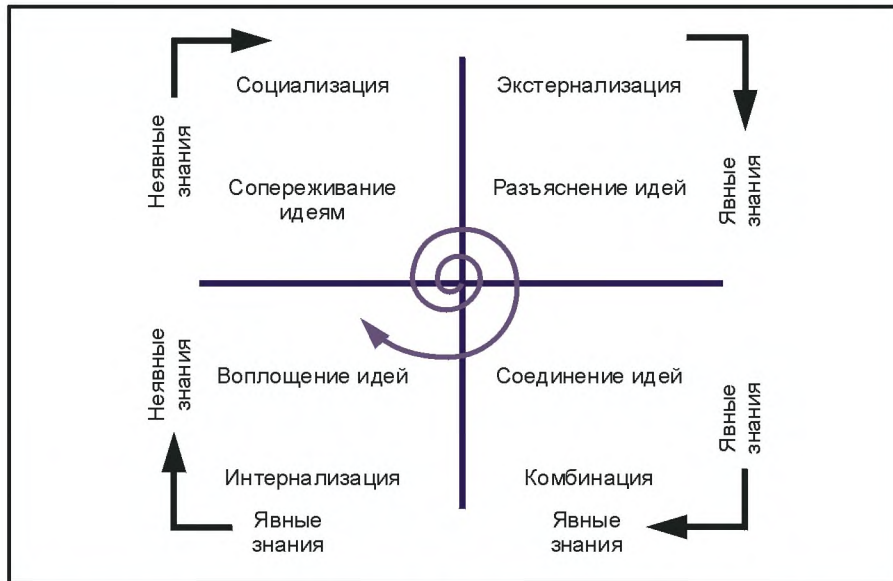 Социализация
Экстернализация
Неявные
знания
Сопереживание
идеям
Разъяснение идей
Явные
знания
Неявные
знания
Воплощение идей
Соединение идей
Явные
знания
Интернализация
Комбинация
Явные
знания
Явные
знания